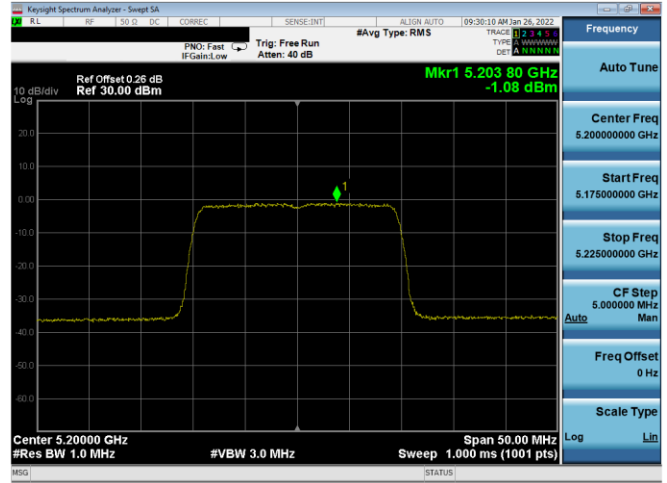 Keysight Spectrum Analyzer - Swept SA
RL RF 50 Ω DC CORREC SENSE:INT ALIGN AUTO 09:30:10 AM Jan 26, 2022
#Avg Type: RMS
TRACE 1 2 3 4 5 6
TYPE A WWWWW
DET A N N N N N
PNO: Fast Trig: Free Run
IFGain:Low Atten: 40 dB
Mkr1 5.203 80 GHz
-1.08 dBm
Ref Offset 0.26 dB
10 dB/div Ref 30.00 dBm
Log
20.0
10.0
0.00
-10.0
-20.0
-30.0
-40.0
-50.0
-60.0
1
Center 5.20000 GHz Span 50.00 MHz
#Res BW 1.0 MHz #VBW 3.0 MHz Sweep 1.000 ms (1001 pts)
MSG STATUS
Frequency
Auto Tune
Center Freq
5.200000000 GHz
Start Freq
5.175000000 GHz
Stop Freq
5.225000000 GHz
CF Step
5.000000 MHz
Auto Man
Freq Offset
0 Hz
Scale Type
Log Lin